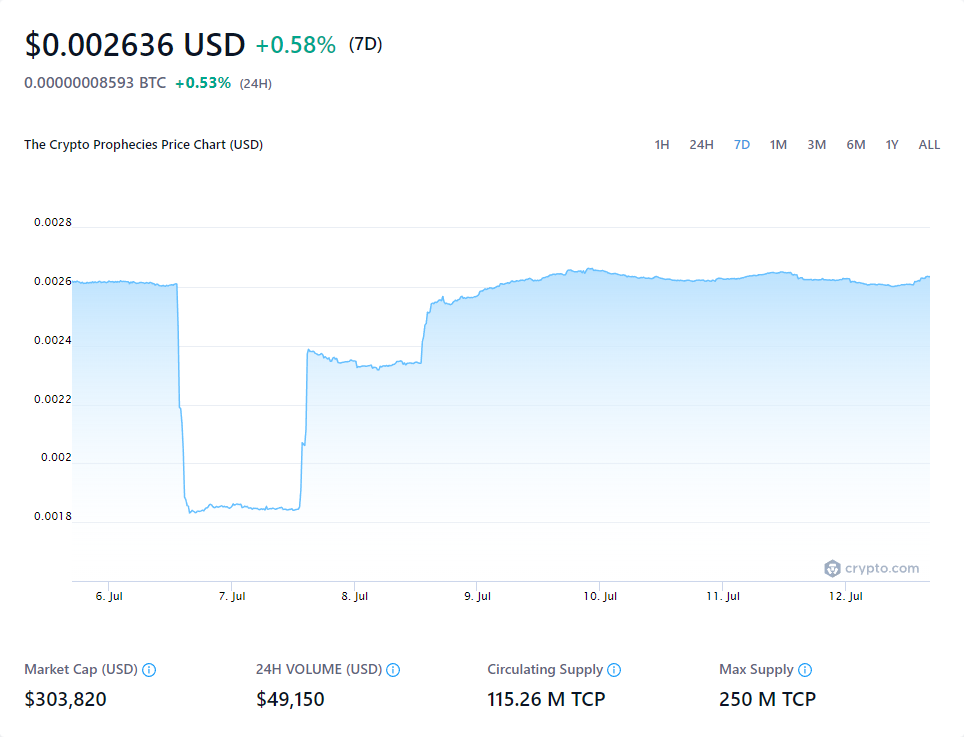 $0.002636 USD +0.58% (7D)
0.00000008593 BTC +0.53% (24H)
The Crypto Prophecies Price Chart (USD) 1H 24H 7D 1M 3M 6M 1Y ALL
0.0028
0.0026
0.0024
0.0022
0.002
0.0018
crypto.com
6. Jul 7. Jul 8. Jul 9. Jul 10. Jul 11. Jul 12. Jul
Market Cap (USD) 24H VOLUME (USD) Circulating Supply Max Supply
$303,820 $49,150 115.26 M TCP 250 M TCP